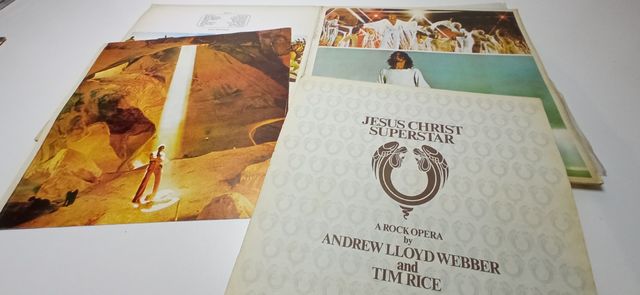 JESUS CHRIST
SUPERSTAR
A ROCK OPERA
by
ANDREW LLOYD WEBBER
and
TIM RICE